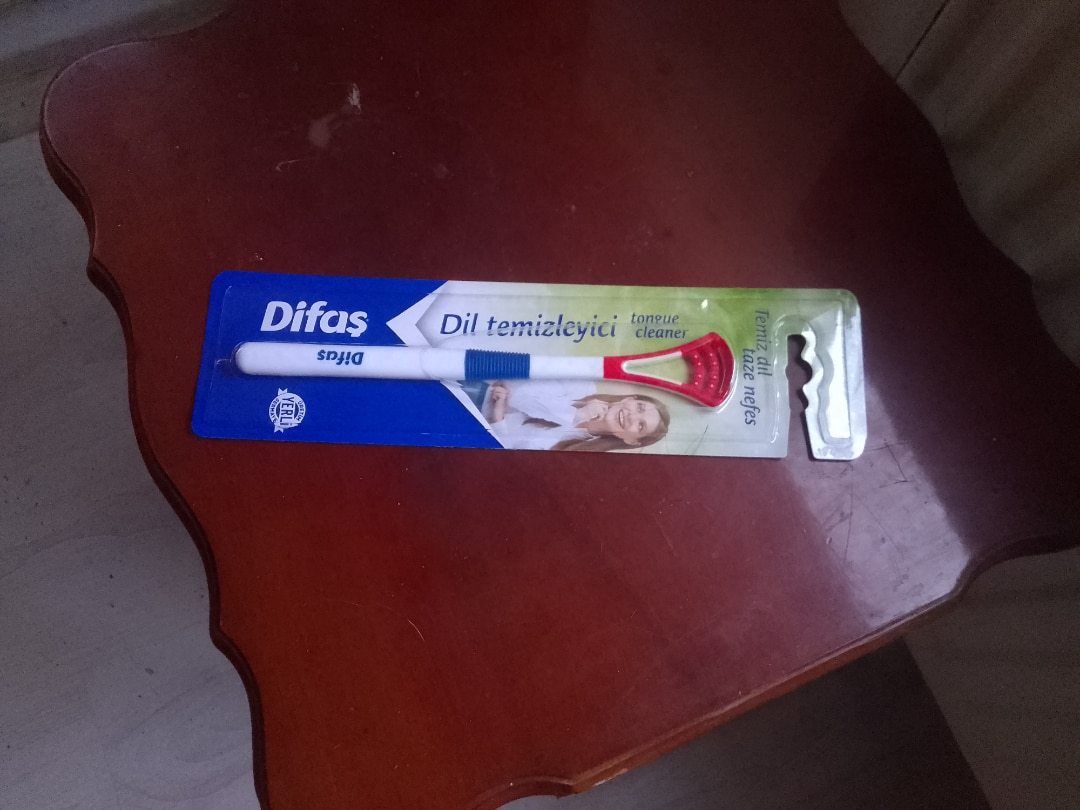 Difaş
Dil temizleyici
tongue
cleaner
Difaş
Temiz dil
taze nefes
YERLİ